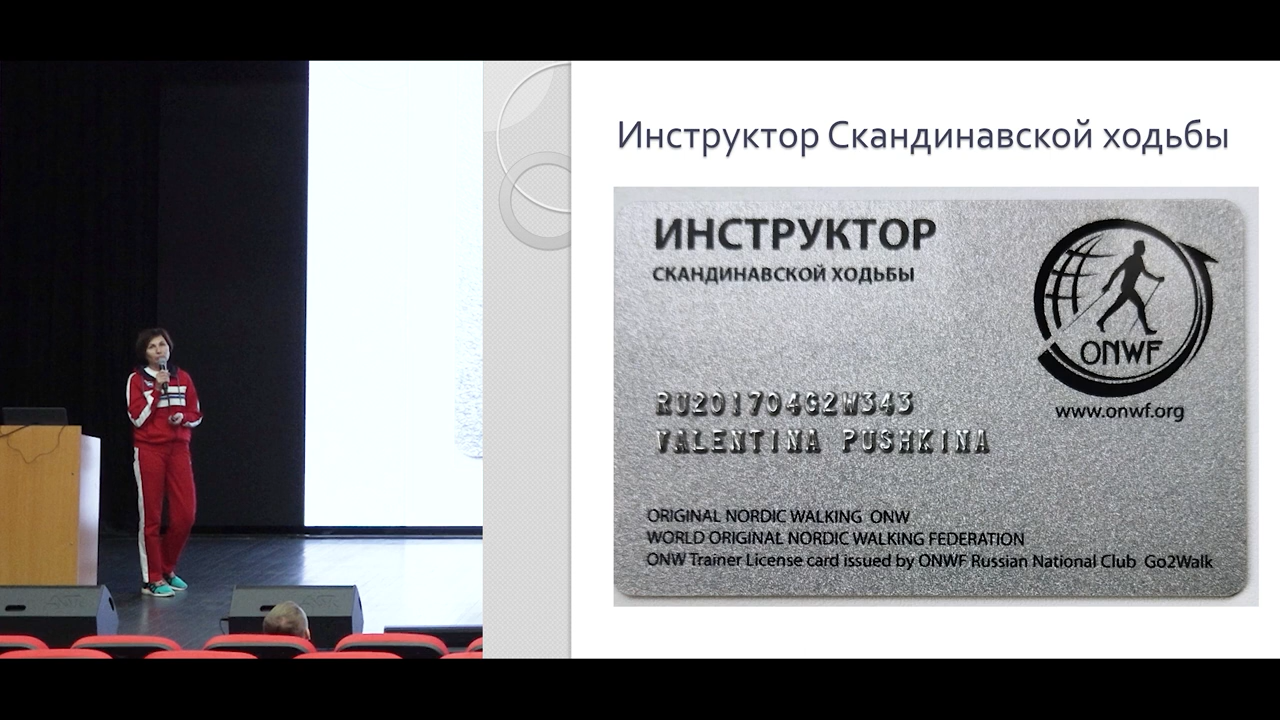 Инструктор Скандинавской ходьбы
ИНСТРУКТОР
СКАНДИНАВСКОЙ ХОДЬБЫ
ONWF
www.onwf.org
RU201704G2W343
VALENTINA PUSHKINA
ORIGINAL NORDIC WALKING ONW
WORLD ORIGINAL NORDIC WALKING FEDERATION
ONW Trainer License card issued by ONWF Russian National Club Go2Walk